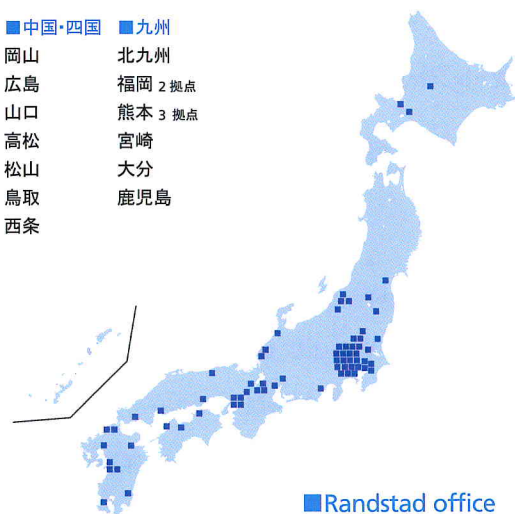 ■中国・四国
岡山
広島
山口
高松
松山
鳥取
西条
■九州
北九州
福岡 2 拠点
熊本 3 拠点
宮崎
大分
鹿児島
■Randstad office